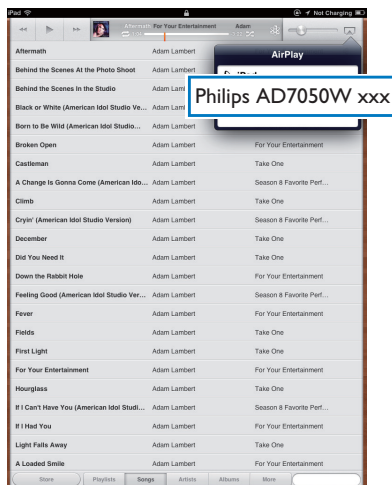 iPad Not Charging
Aftermath For Your Entertainment Adam
Aftermath Adam Lambert AirPlay
Behind the Scenes At the Photo Shoot Adam Lambert iPad
Behind the Scenes In the Studio Adam
Philips AD7050W xxx
Black or White (American Idol Studio Ve... Adam
Born to Be Wild (American Idol Studio... Adam Lambert
Broken Open Adam Lambert For Your Entertainment
Castleman Adam Lambert Take One
A Change Is Gonna Come (American Ido... Adam Lambert Season 8 Favorite Perf...
Climb Adam Lambert Take One
Cryin' (American Idol Studio Version) Adam Lambert Season 8 Favorite Perf...
December Adam Lambert Take One
Did You Need It Adam Lambert Take One
Down the Rabbit Hole Adam Lambert For Your Entertainment
Feeling Good (American Idol Studio Ver... Adam Lambert Season 8 Favorite Perf...
Fever Adam Lambert For Your Entertainment
Fields Adam Lambert Take One
First Light Adam Lambert Take One
For Your Entertainment Adam Lambert For Your Entertainment
Hourglass Adam Lambert Take One
If I Can't Have You (American Idol Studi... Adam Lambert Season 8 Favorite Perf...
If I Had You Adam Lambert For Your Entertainment
Light Falls Away Adam Lambert Take One
A Loaded Smile Adam Lambert For Your Entertainment
Store Playlists Songs Artists Albums More